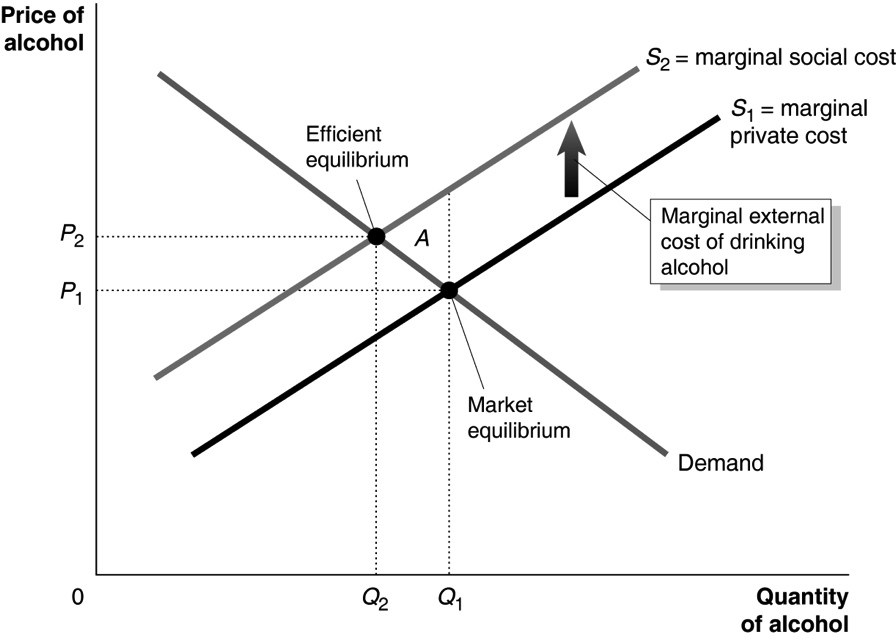 Price of
alcohol
S2 = marginal social cost
S1 = marginal
private cost
Efficient
equilibrium
Marginal external
cost of drinking
alcohol
P2
A
P1
Market
equilibrium
Demand
0
Q2
Q1
Quantity
of alcohol